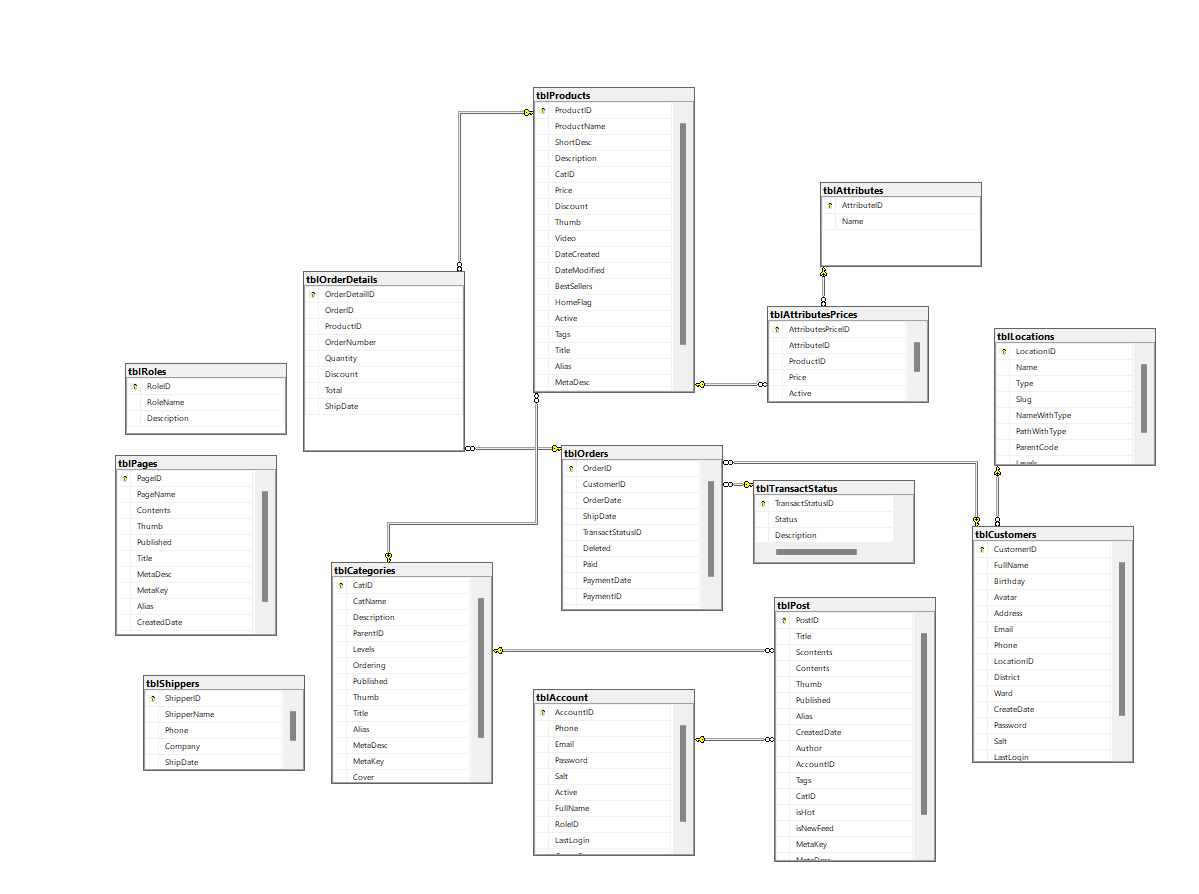 tblProducts
ProductID
ProductName
ShortDesc
Description
CatID
Price
Discount
Thumb
Video
DateCreated
DateModified
BestSellers
HomeFlag
Active
Tags
Title
Alias
MetaDesc
tblAttributes
AttributeID
Name
tblOrderDetails
OrderDetailID
OrderID
ProductID
OrderNumber
Quantity
Discount
Total
ShipDate
tblAttributesPrices
AttributesPriceID
AttributeID
ProductID
Price
Active
tblLocations
LocationID
Name
Type
Slug
NameWithType
PathWithType
ParentCode
Levels
tblRoles
RoleID
RoleName
Description
tblPages
PageID
PageName
Contents
Thumb
Published
Title
MetaDesc
MetaKey
Alias
CreatedDate
tblOrders
OrderID
CustomerID
OrderDate
ShipDate
TransactStatusID
Deleted
Paid
PaymentDate
PaymentID
tblTransactStatus
TransactStatusID
Status
Description
tblCustomers
CustomerID
FullName
Birthday
Avatar
Address
Email
Phone
LocationID
District
Ward
CreateDate
Password
Salt
LastLogin
tblCategories
CatID
CatName
Description
ParentID
Levels
Ordering
Published
Thumb
Title
Alias
MetaDesc
MetaKey
Cover
tblPost
PostID
Title
Scontents
Contents
Thumb
Published
Alias
CreatedDate
Author
AccountID
Tags
CatID
isHot
isNewFeed
MetaKey
MetaDesc
tblShippers
ShipperID
ShipperName
Phone
Company
ShipDate
tblAccount
AccountID
Phone
Email
Password
Salt
Active
FullName
RoleID
LastLogin